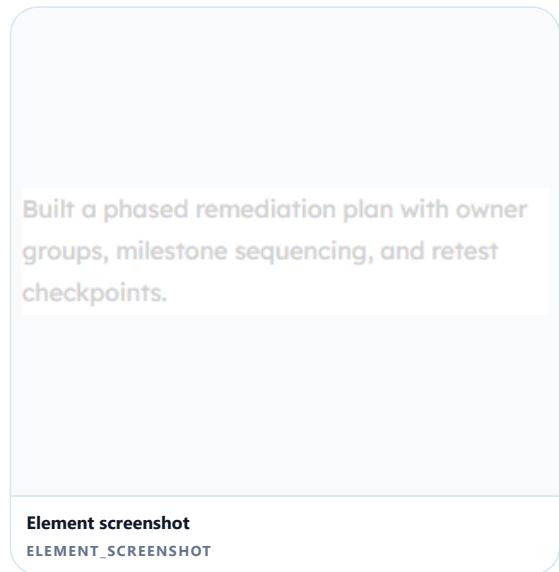 Built a phased remediation plan with owner
groups, milestone sequencing, and retest
checkpoints.
Element screenshot
ELEMENT_SCREENSHOT